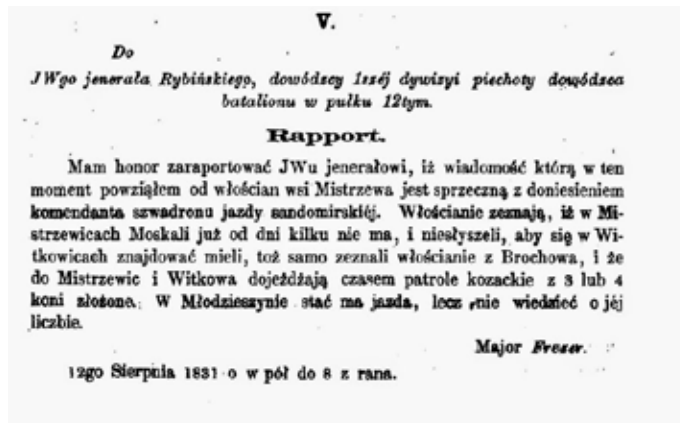 V.
Do
JWgo jenerała Rybińskiego, dowódzcy 1széj dywizyi piechoty dowódzca
batalionu w pułku 12tym.
Rapport.
Mam honor zaraportować JWu jenerałowi, iż wiadomość którą w ten
moment powziąłem od włościan wsi Mistrzewa jest sprzeczną z doniesieniem
komendanta szwadronu jazdy sandomirskiéj. Włościanie zeznają, iż w Mi-
strzewicach Moskali już od dni kilku nie ma, i niesłyszeli, aby się w Wi-
tkowicach znajdować mieli, toż samo zeznali włościanie z Brochowa, i że
do Mistrzewic i Witkowa dojeżdżają czasem patrole kozackie z 3 lub 4
koni złożone. W Młodzieszynie stać ma jazda, lecz nie wiedzieć o jéj
liczbie.
Major Freser.
12go Sierpnia 1831 o w pół do 8 z rana.